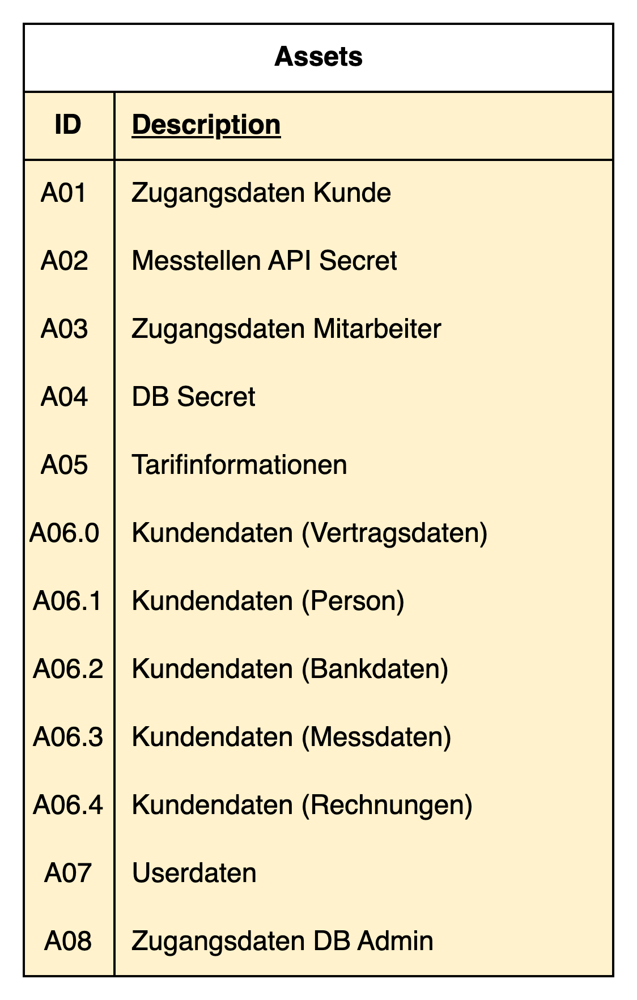 Assets
ID Description
A01 Zugangsdaten Kunde
A02 Messtellen API Secret
A03 Zugangsdaten Mitarbeiter
A04 DB Secret
A05 Tarifinformationen
A06.0 Kundendaten (Vertragsdaten)
A06.1 Kundendaten (Person)
A06.2 Kundendaten (Bankdaten)
A06.3 Kundendaten (Messdaten)
A06.4 Kundendaten (Rechnungen)
A07 Userdaten
A08 Zugangsdaten DB Admin